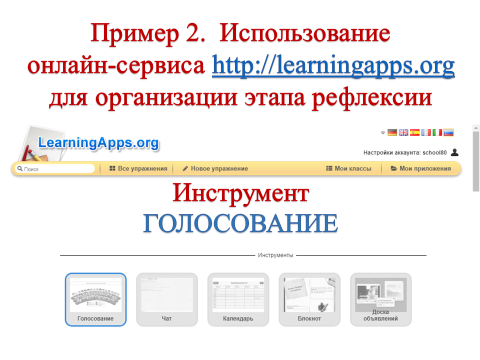 Пример 2. Использование
онлайн-сервиса http://learningapps.org
для организации этапа рефлексии
LearningApps.org
Настройки аккаунта: school80
Поиск
Все упражнения
Новое упражнение
Мои классы
Мои приложения
Инструмент
ГОЛОСОВАНИЕ
Инструменты
Голосование
Чат
Календарь
Блокнот
Доска
объявлений